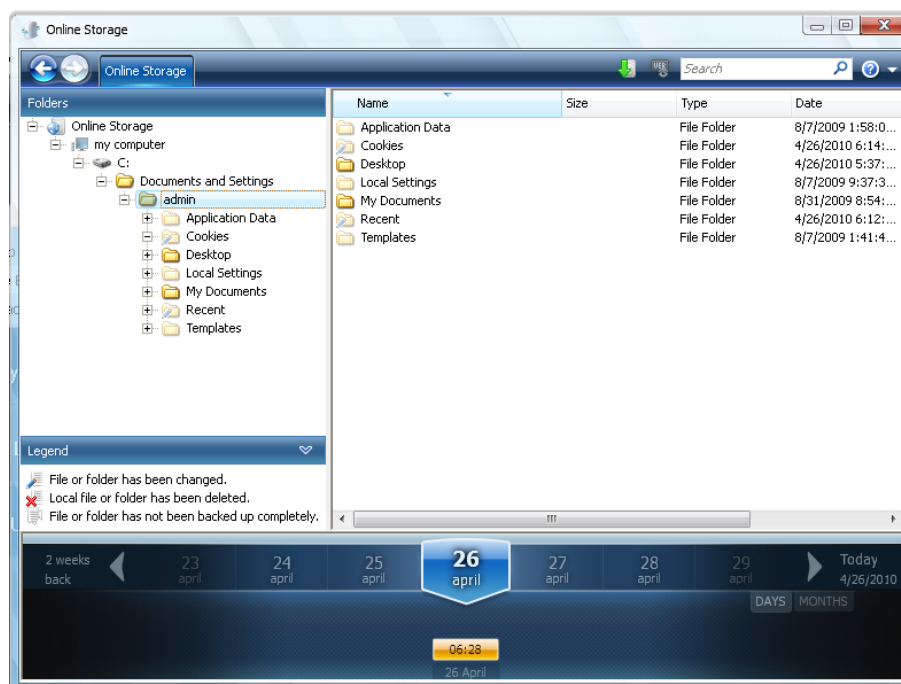 Online Storage
Online Storage
VER
Search
Folders
Name Size Type Date
Online Storage
my computer
C:
Documents and Settings
admin
Application Data
Cookies
Desktop
Local Settings
My Documents
Recent
Templates
Application Data File Folder 8/7/2009 1:58:0...
Cookies File Folder 4/26/2010 6:14:...
Desktop File Folder 4/26/2010 5:37:...
Local Settings File Folder 8/7/2009 9:37:3...
My Documents File Folder 8/31/2009 8:54:...
Recent File Folder 4/26/2010 6:12:...
Templates File Folder 8/7/2009 1:41:4...
Legend
File or folder has been changed.
Local file or folder has been deleted.
File or folder has not been backed up completely.
2 weeks
back
23
april
24
april
25
april
26
april
27
april
28
april
29
april
Today
4/26/2010
DAYS MONTHS
06:28
26 April